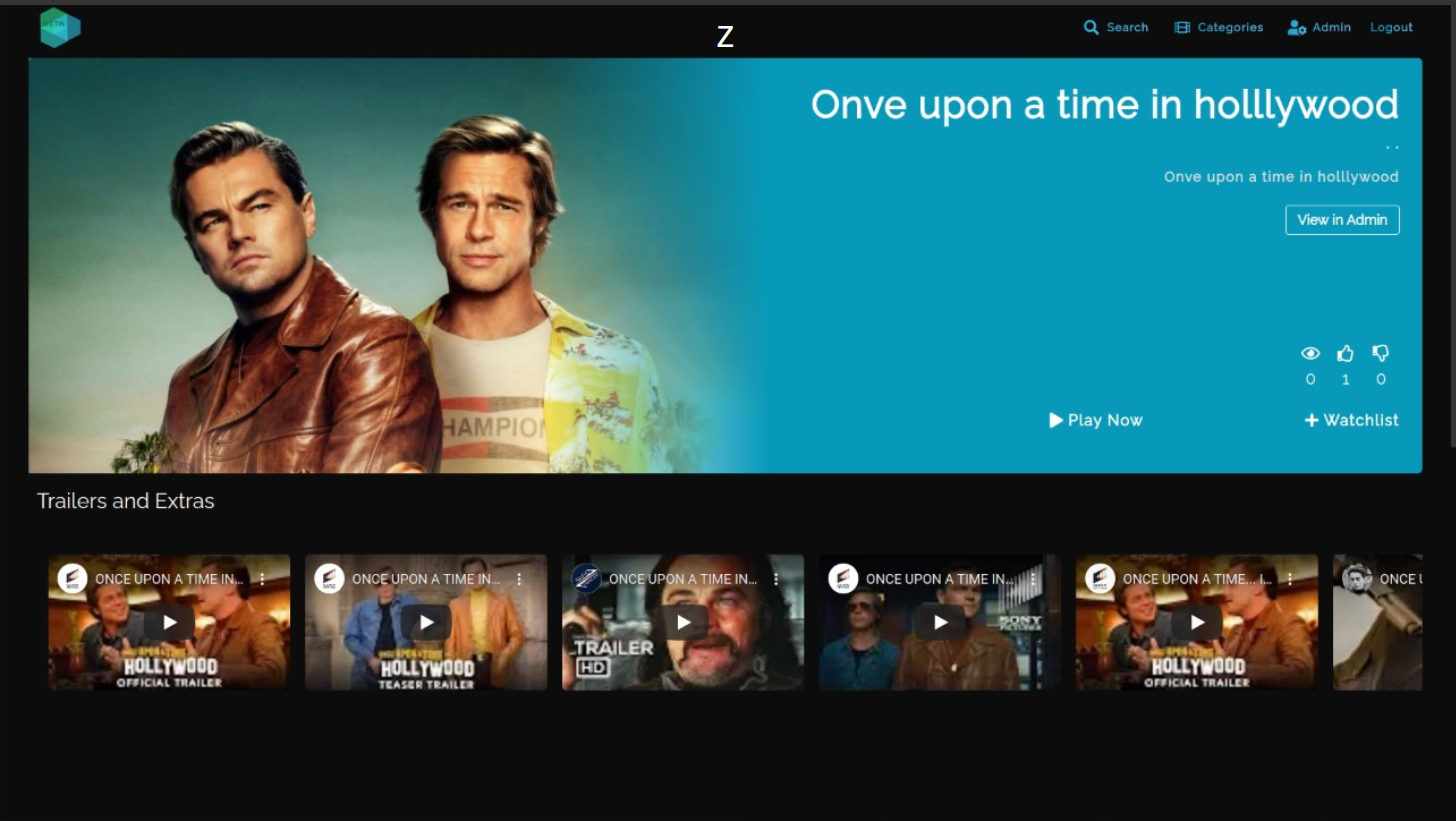 Z
Search Categories Admin Logout
Onve upon a time in holllywood
. .
Onve upon a time in holllywood
View in Admin
HAMPION
0 1 0
Play Now + Watchlist
Trailers and Extras
ONCE UPON A TIME IN... ONCE UPON A TIME IN... ONCE UPON A TIME IN... ONCE UPON A TIME IN... ONCE UPON A TIME... I... ONCE U
HOLLYWOOD
OFFICIAL TRAILER
HOLLYWOOD
TEASER TRAILER
TRAILER
HD
SONY
PICTURES
HOLLYWOOD
OFFICIAL TRAILER